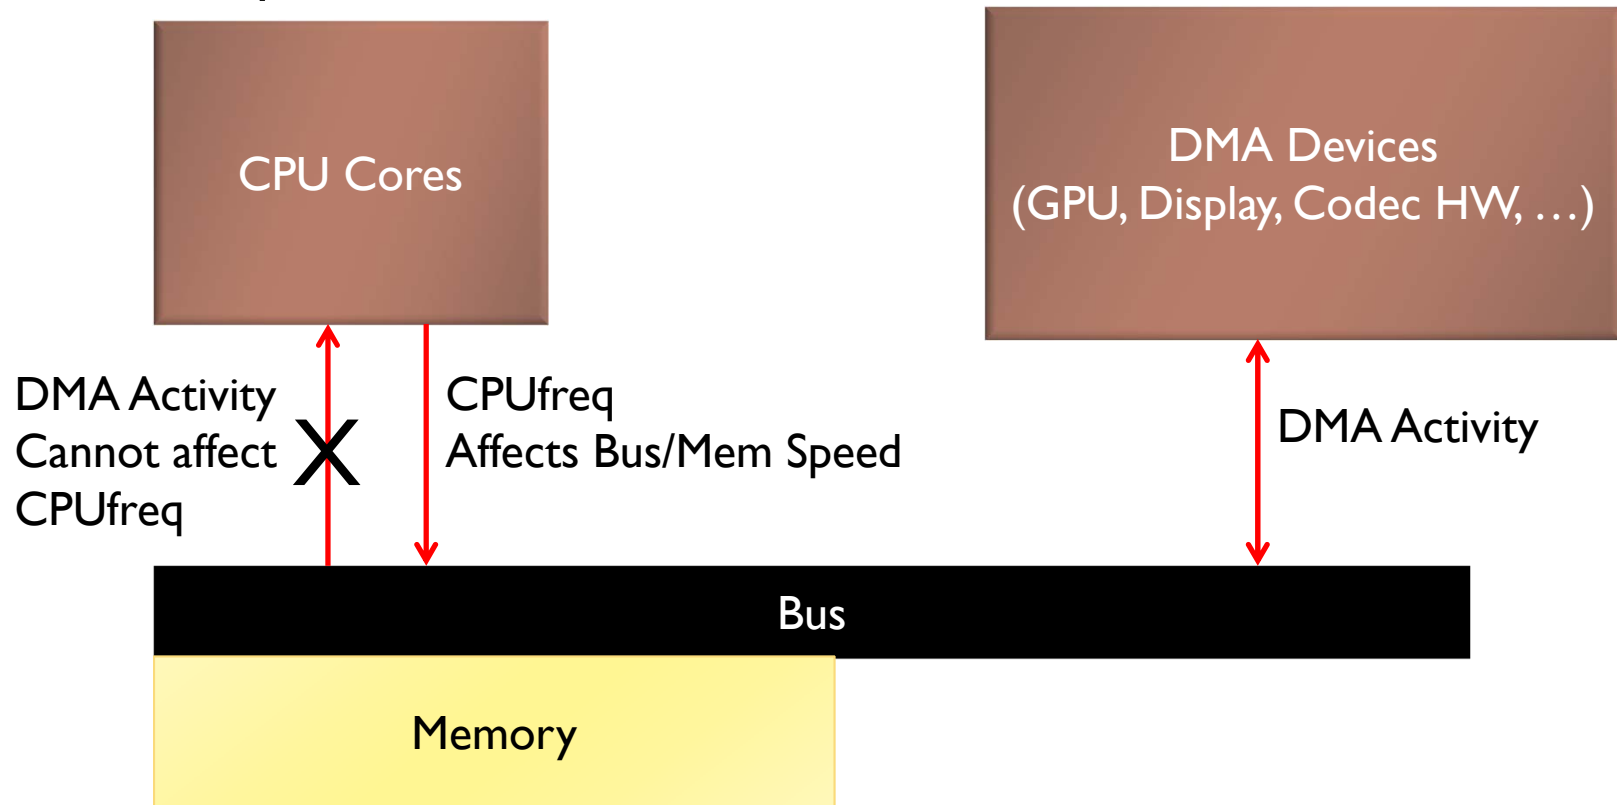 CPU Cores
DMA Devices
(GPU, Display, Codec HW, …)
DMA Activity
Cannot affect
CPUfreq
X
CPUfreq
Affects Bus/Mem Speed
DMA Activity
Bus
Memory